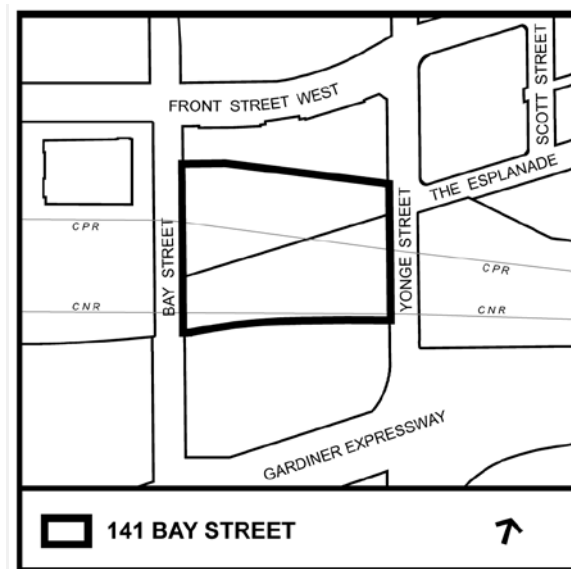 FRONT STREET WEST
SCOTT STREET
THE ESPLANADE
CPR
BAY STREET
YONGE STREET
CPR
CNR
CNR
GARDINER EXPRESSWAY
141 BAY STREET